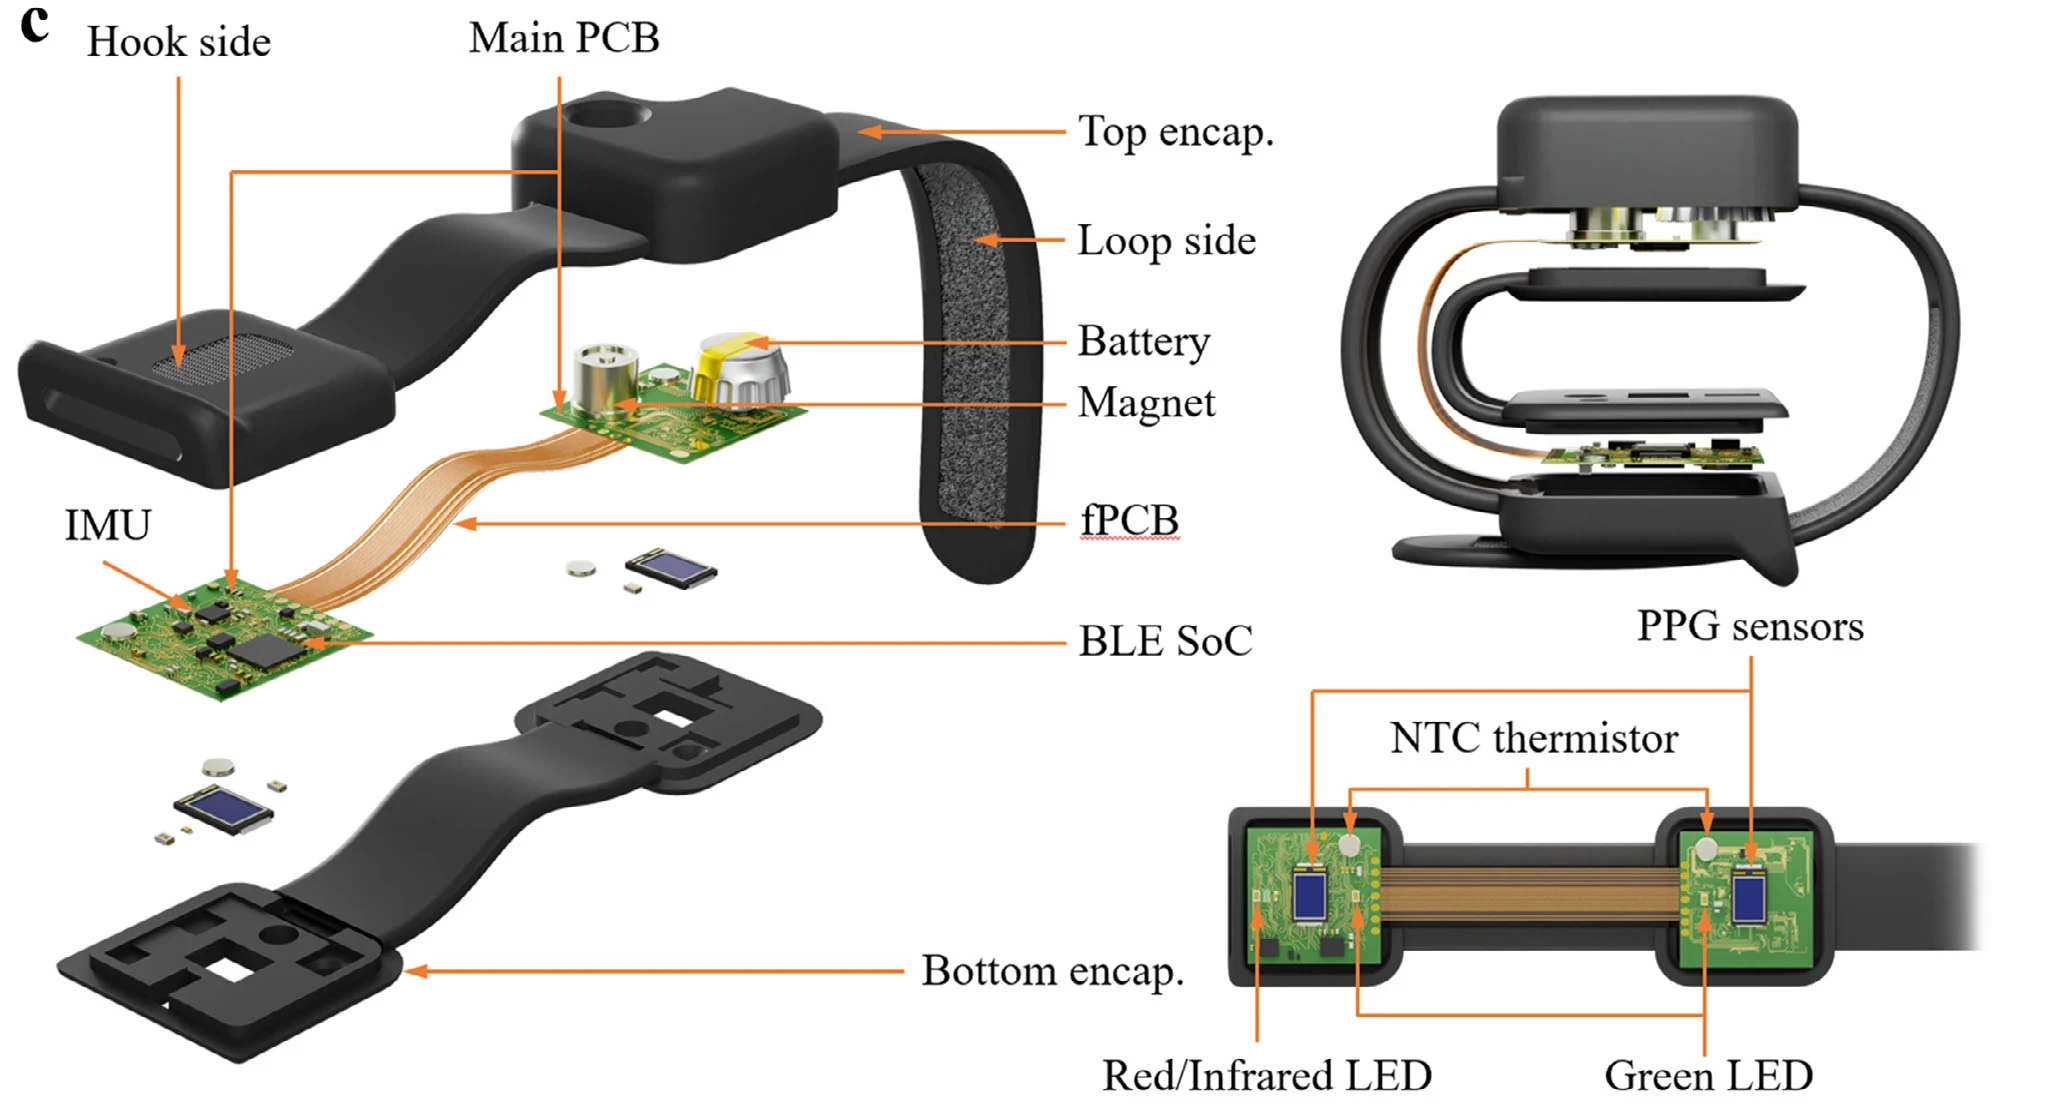 c
Hook side
Main PCB
Top encap.
Loop side
Battery
Magnet
fPCB
IMU
BLE SoC
Bottom encap.
PPG sensors
NTC thermistor
Red/Infrared LED
Green LED